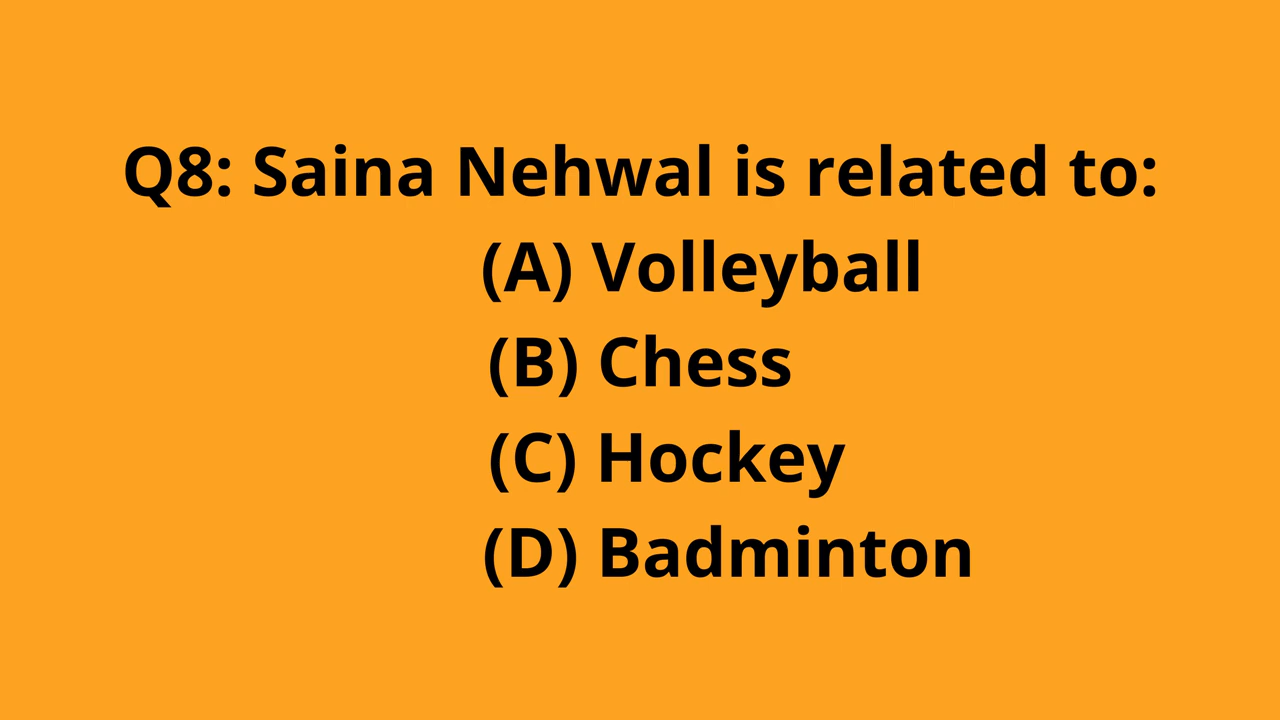 Q8: Saina Nehwal is related to:
(A) Volleyball
(B) Chess
(C) Hockey
(D) Badminton